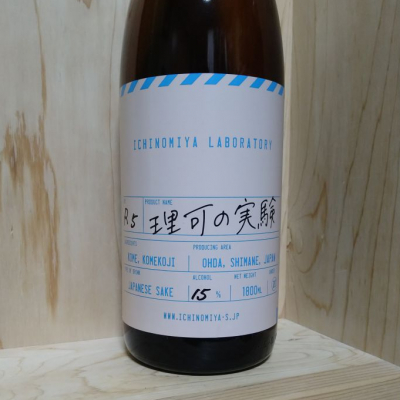 ICHINOMIYA LABORATORY
PRODUCT NAME
R5 理可の実験
PRODUCING AREA
KOME, KOMEKOJI
OHDA, SHIMANE, JAPAN
ALCOHOL
NET WEIGHT
JAPANESE SAKE
15 %
1800mL
WWW.ICHINOMIYA-S.JP